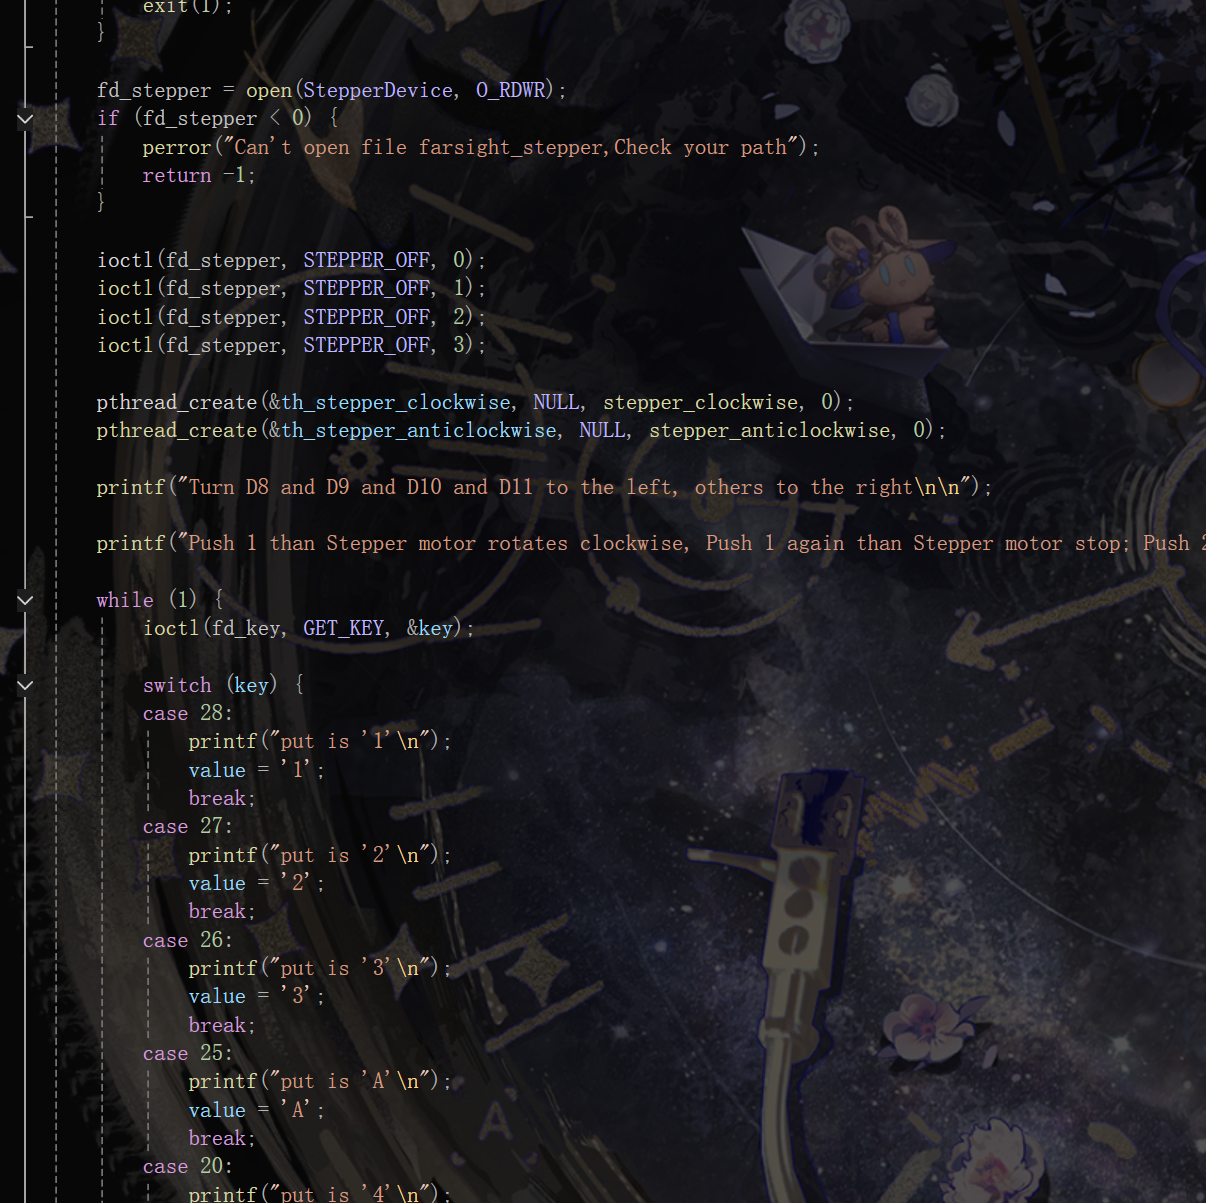 exit(1);
}
fd_stepper = open(StepperDevice, O_RDWR);
if (fd_stepper < 0) {
perror("Can't open file farsight_stepper,Check your path");
return -1;
}
ioctl(fd_stepper, STEPPER_OFF, 0);
ioctl(fd_stepper, STEPPER_OFF, 1);
ioctl(fd_stepper, STEPPER_OFF, 2);
ioctl(fd_stepper, STEPPER_OFF, 3);
pthread_create(&th_stepper_clockwise, NULL, stepper_clockwise, 0);
pthread_create(&th_stepper_anticlockwise, NULL, stepper_anticlockwise, 0);
printf("Turn D8 and D9 and D10 and D11 to the left, others to the right\n\n");
printf("Push 1 than Stepper motor rotates clockwise, Push 1 again than Stepper motor stop; Push 2
while (1) {
ioctl(fd_key, GET_KEY, &key);
switch (key) {
case 28:
printf("put is '1'\n");
value = '1';
break;
case 27:
printf("put is '2'\n");
value = '2';
break;
case 26:
printf("put is '3'\n");
value = '3';
break;
case 25:
printf("put is 'A'\n");
value = 'A';
break;
case 20:
printf("put is '4'\n");